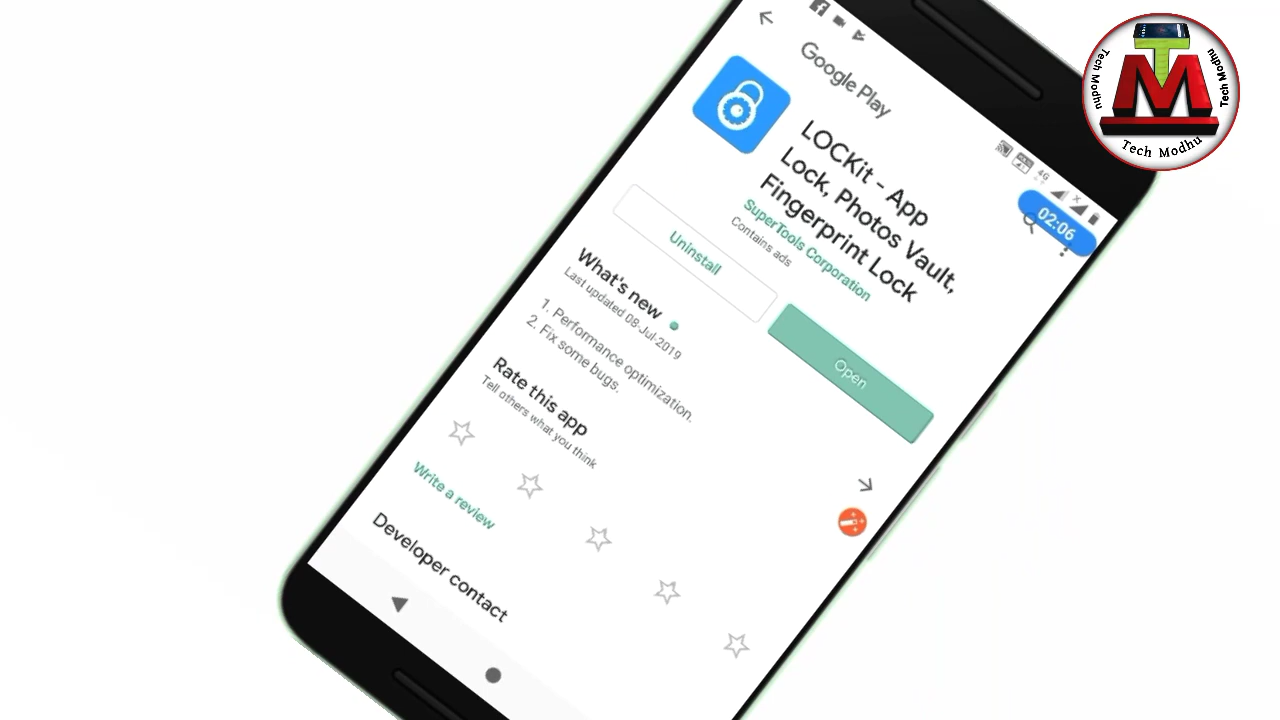 Google Play
4G
02:06
LOCKit - App
Lock, Photos Vault,
Fingerprint Lock
SuperTools Corporation
Contains ads
Uninstall
Open
What's new
Last updated 08-Jul-2019
1. Performance optimization.
2. Fix some bugs.
Rate this app
Tell others what you think
Write a review
Developer contact
TM
Tech Modhu
Tech Modhu
Tech Modhu